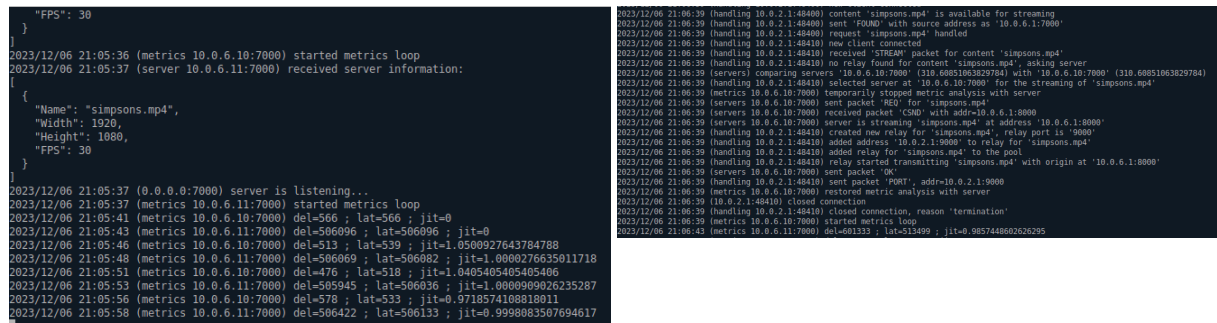 "FPS": 30
}
]
2023/12/06 21:05:36 (metrics 10.0.6.10:7000) started metrics loop
2023/12/06 21:05:37 (server 10.0.6.11:7000) received server information:
[
{
"Name": "simpsons.mp4",
"Width": 1920,
"Height": 1080,
"FPS": 30
}
]
2023/12/06 21:05:37 (0.0.0.0:7000) server is listening...
2023/12/06 21:05:37 (metrics 10.0.6.11:7000) started metrics loop
2023/12/06 21:05:41 (metrics 10.0.6.10:7000) del=566 ; lat=566 ; jit=0
2023/12/06 21:05:43 (metrics 10.0.6.11:7000) del=506096 ; lat=506096 ; jit=0
2023/12/06 21:05:46 (metrics 10.0.6.10:7000) del=513 ; lat=539 ; jit=1.0500927643784788
2023/12/06 21:05:48 (metrics 10.0.6.11:7000) del=506069 ; lat=506082 ; jit=1.0000276635011718
2023/12/06 21:05:51 (metrics 10.0.6.10:7000) del=476 ; lat=518 ; jit=1.0405405405405406
2023/12/06 21:05:53 (metrics 10.0.6.11:7000) del=505945 ; lat=506036 ; jit=1.0000909026235287
2023/12/06 21:05:56 (metrics 10.0.6.10:7000) del=578 ; lat=533 ; jit=0.9718574108818011
2023/12/06 21:05:58 (metrics 10.0.6.11:7000) del=506422 ; lat=506133 ; jit=0.9998083507694617
2023/12/06 21:06:39 (handling 10.0.2.1:48400) content 'simpsons.mp4' is available for streaming
2023/12/06 21:06:39 (handling 10.0.2.1:48400) sent 'FOUND' with source address as '10.0.6.1:7000'
2023/12/06 21:06:39 (handling 10.0.2.1:48400) request 'simpsons.mp4' handled
2023/12/06 21:06:39 (handling 10.0.2.1:48410) new client connected
2023/12/06 21:06:39 (handling 10.0.2.1:48410) received 'STREAM' packet for content 'simpsons.mp4'
2023/12/06 21:06:39 (handling 10.0.2.1:48410) no relay found for content 'simpsons.mp4', asking server
2023/12/06 21:06:39 (servers) comparing servers '10.0.6.10:7000' (310.60851063829784) with '10.0.6.10:7000' (310.60851063829784)
2023/12/06 21:06:39 (handling 10.0.2.1:48410) selected server at '10.0.6.10:7000' for the streaming of 'simpsons.mp4'
2023/12/06 21:06:39 (metrics 10.0.6.10:7000) temporarily stopped metric analysis with server
2023/12/06 21:06:39 (servers 10.0.6.10:7000) sent packet 'REQ' for 'simpsons.mp4'
2023/12/06 21:06:39 (servers 10.0.6.10:7000) received packet 'CSND' with addr=10.0.6.1:8000
2023/12/06 21:06:39 (servers 10.0.6.10:7000) server is streaming 'simpsons.mp4' at address '10.0.6.1:8000'
2023/12/06 21:06:39 (handling 10.0.2.1:48410) created new relay for 'simpsons.mp4', relay port is '9000'
2023/12/06 21:06:39 (handling 10.0.2.1:48410) added address '10.0.2.1:9000' to relay for 'simpsons.mp4'
2023/12/06 21:06:39 (handling 10.0.2.1:48410) added relay for 'simpsons.mp4' to the pool
2023/12/06 21:06:39 (handling 10.0.2.1:48410) relay started transmitting 'simpsons.mp4' with origin at '10.0.6.1:8000'
2023/12/06 21:06:39 (servers 10.0.6.10:7000) sent packet 'OK'
2023/12/06 21:06:39 (handling 10.0.2.1:48410) sent packet 'PORT', addr=10.0.2.1:9000
2023/12/06 21:06:39 (metrics 10.0.6.10:7000) restored metric analysis with server
2023/12/06 21:06:39 (10.0.2.1:48410) closed connection
2023/12/06 21:06:39 (handling 10.0.2.1:48410) closed connection, reason 'termination'
2023/12/06 21:06:39 (metrics 10.0.6.10:7000) started metrics loop
2023/12/06 21:06:43 (metrics 10.0.6.11:7000) del=601333 ; lat=513499 ; jit=0.9857448602626295